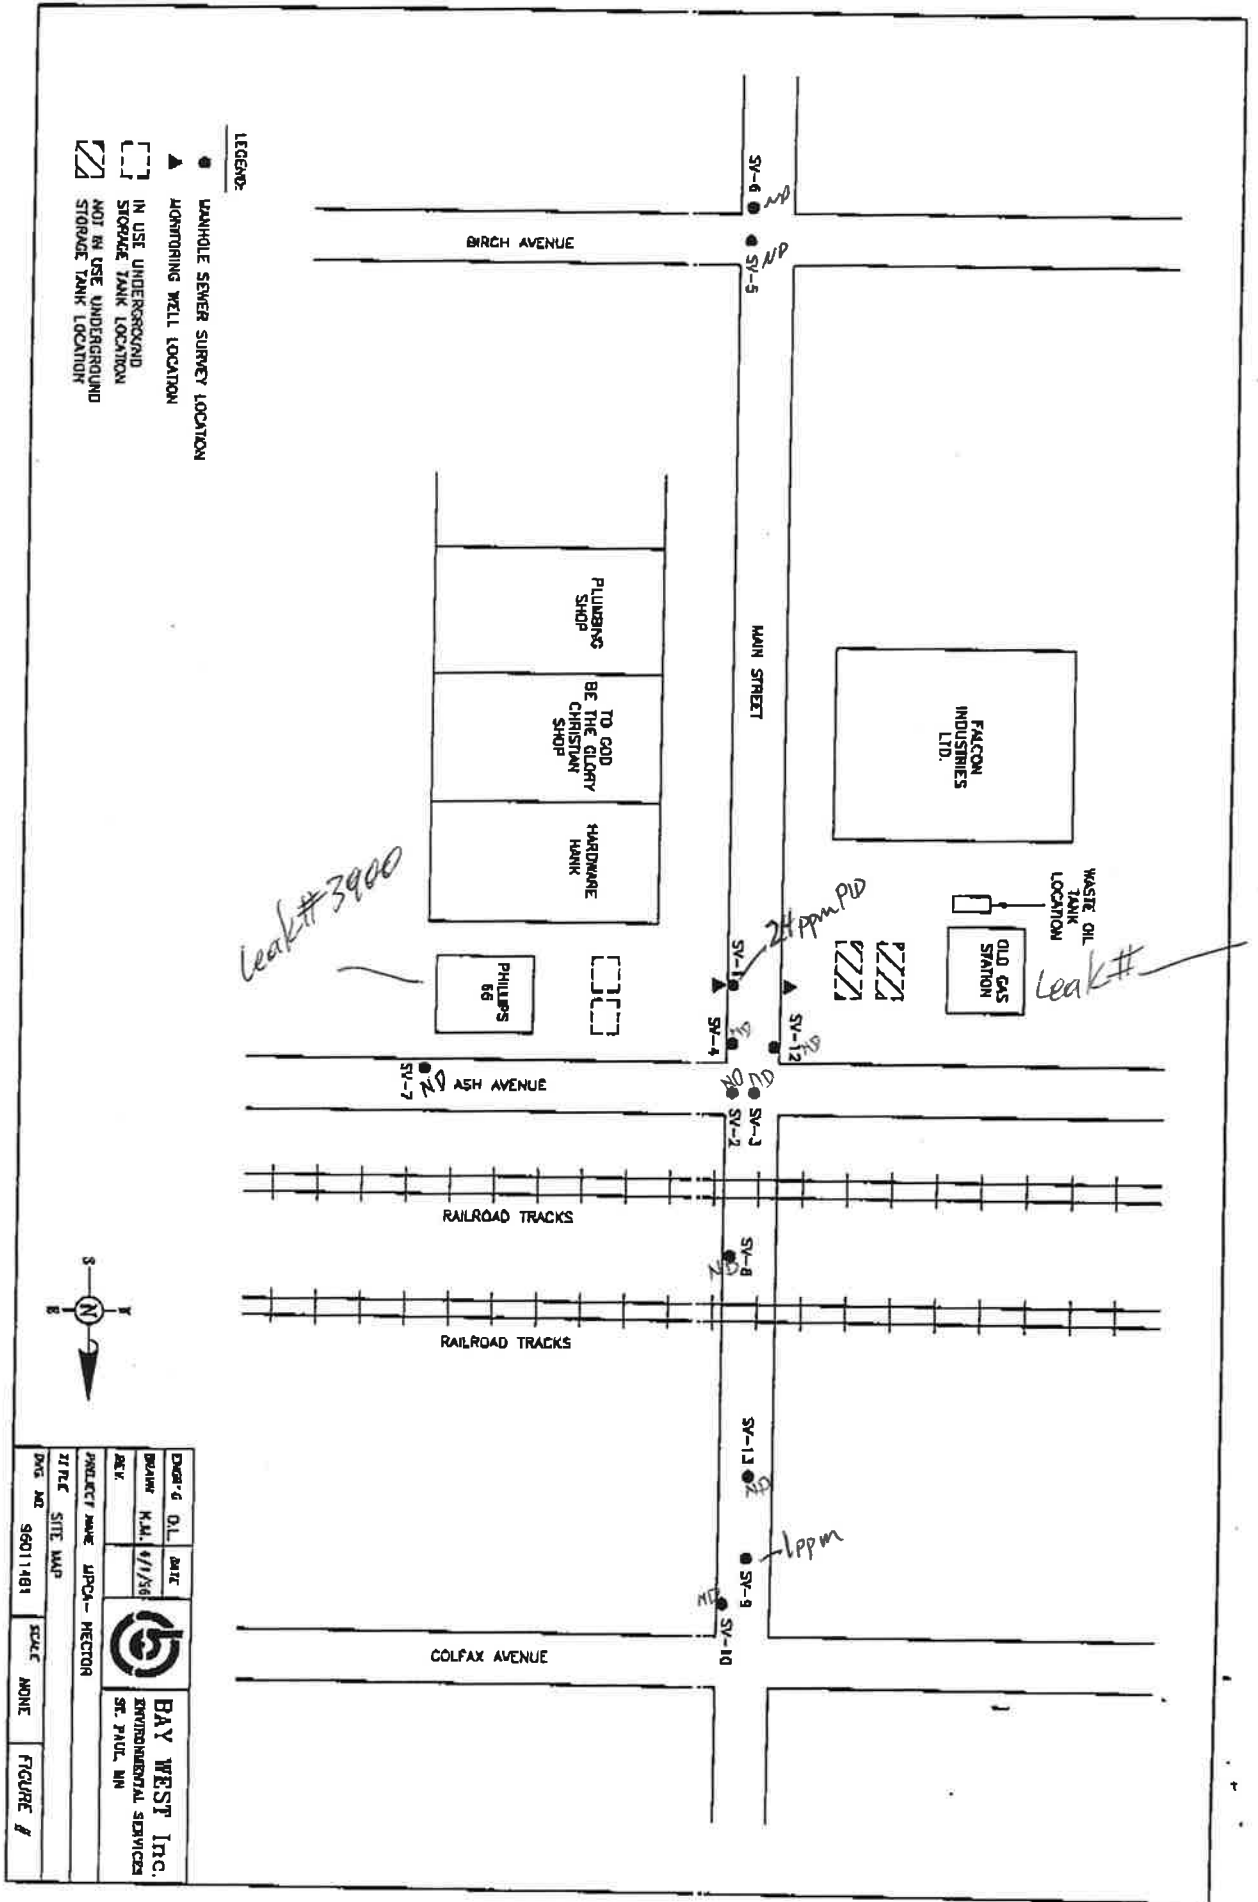 SV-6
ND
BIRCH AVENUE
ND
SV-5
LEGEND:
MANHOLE SEWER SURVEY LOCATION
MONITORING WELL LOCATION
IN USE UNDERGROUND
STORAGE TANK LOCATION
NOT IN USE UNDERGROUND
STORAGE TANK LOCATION
PLUMBING
SHOP
TO GOD
BE THE GLORY
CHRISTIAN
SHOP
HARDWARE
HANK
MAIN STREET
FALCON
INDUSTRIES
LTD.
WASTE OIL
TANK
LOCATION
OLD GAS
STATION
Leak#
Leak# 3900
PHILLIPS
66
24 ppm PID
SV-1
SV-4
ND
SV-12
ND
SV-7
ND
ASH AVENUE
ND
ND
SV-2
SV-3
RAILROAD TRACKS
SV-8
ND
RAILROAD TRACKS
SV-13
ND
1ppm
SV-9
ND
SV-10
COLFAX AVENUE
S
W
N
E
ENGR'G O.L. DATE
DRAWN K.M. 4/1/96
REV.
BAY WEST Inc.
ENVIRONMENTAL SERVICES
ST. PAUL, MN
PROJECT NAME MPCA- HECTOR
TITLE SITE MAP
DWG NO. 96011481
SCALE NONE
FIGURE #